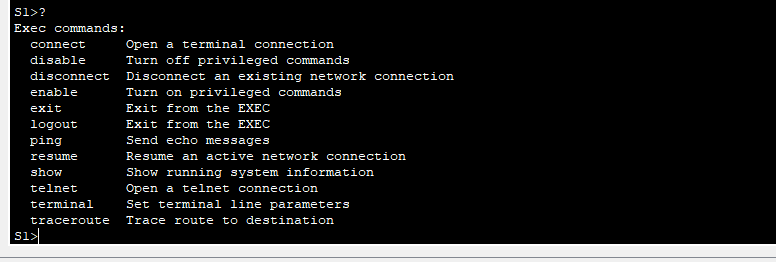 S1>?
Exec commands:
  connect     Open a terminal connection
  disable     Turn off privileged commands
  disconnect  Disconnect an existing network connection
  enable      Turn on privileged commands
  exit        Exit from the EXEC
  logout      Exit from the EXEC
  ping        Send echo messages
  resume      Resume an active network connection
  show        Show running system information
  telnet      Open a telnet connection
  terminal    Set terminal line parameters
  traceroute  Trace route to destination
S1>